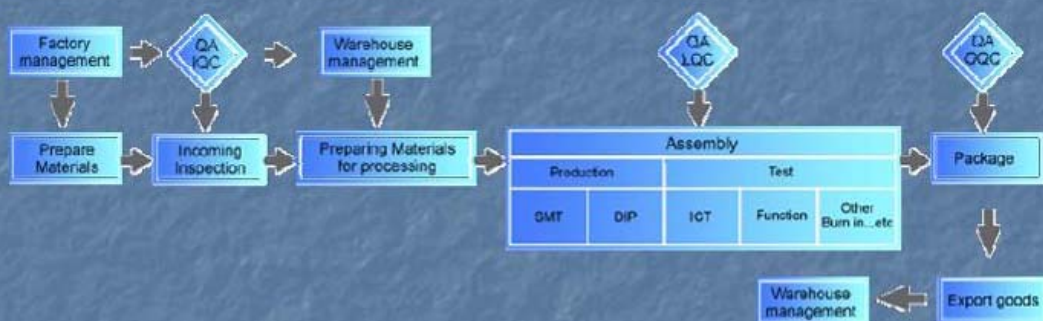 Factory
management
QA
IQC
Warehouse
management
QA
LQC
QA
OQC
Prepare
Materials
Incoming
Inspection
Preparing Materials
for processing
Assembly
Production
Test
SMT
DIP
ICT
Function
Other
Burn in...etc
Package
Warehouse
management
Export goods